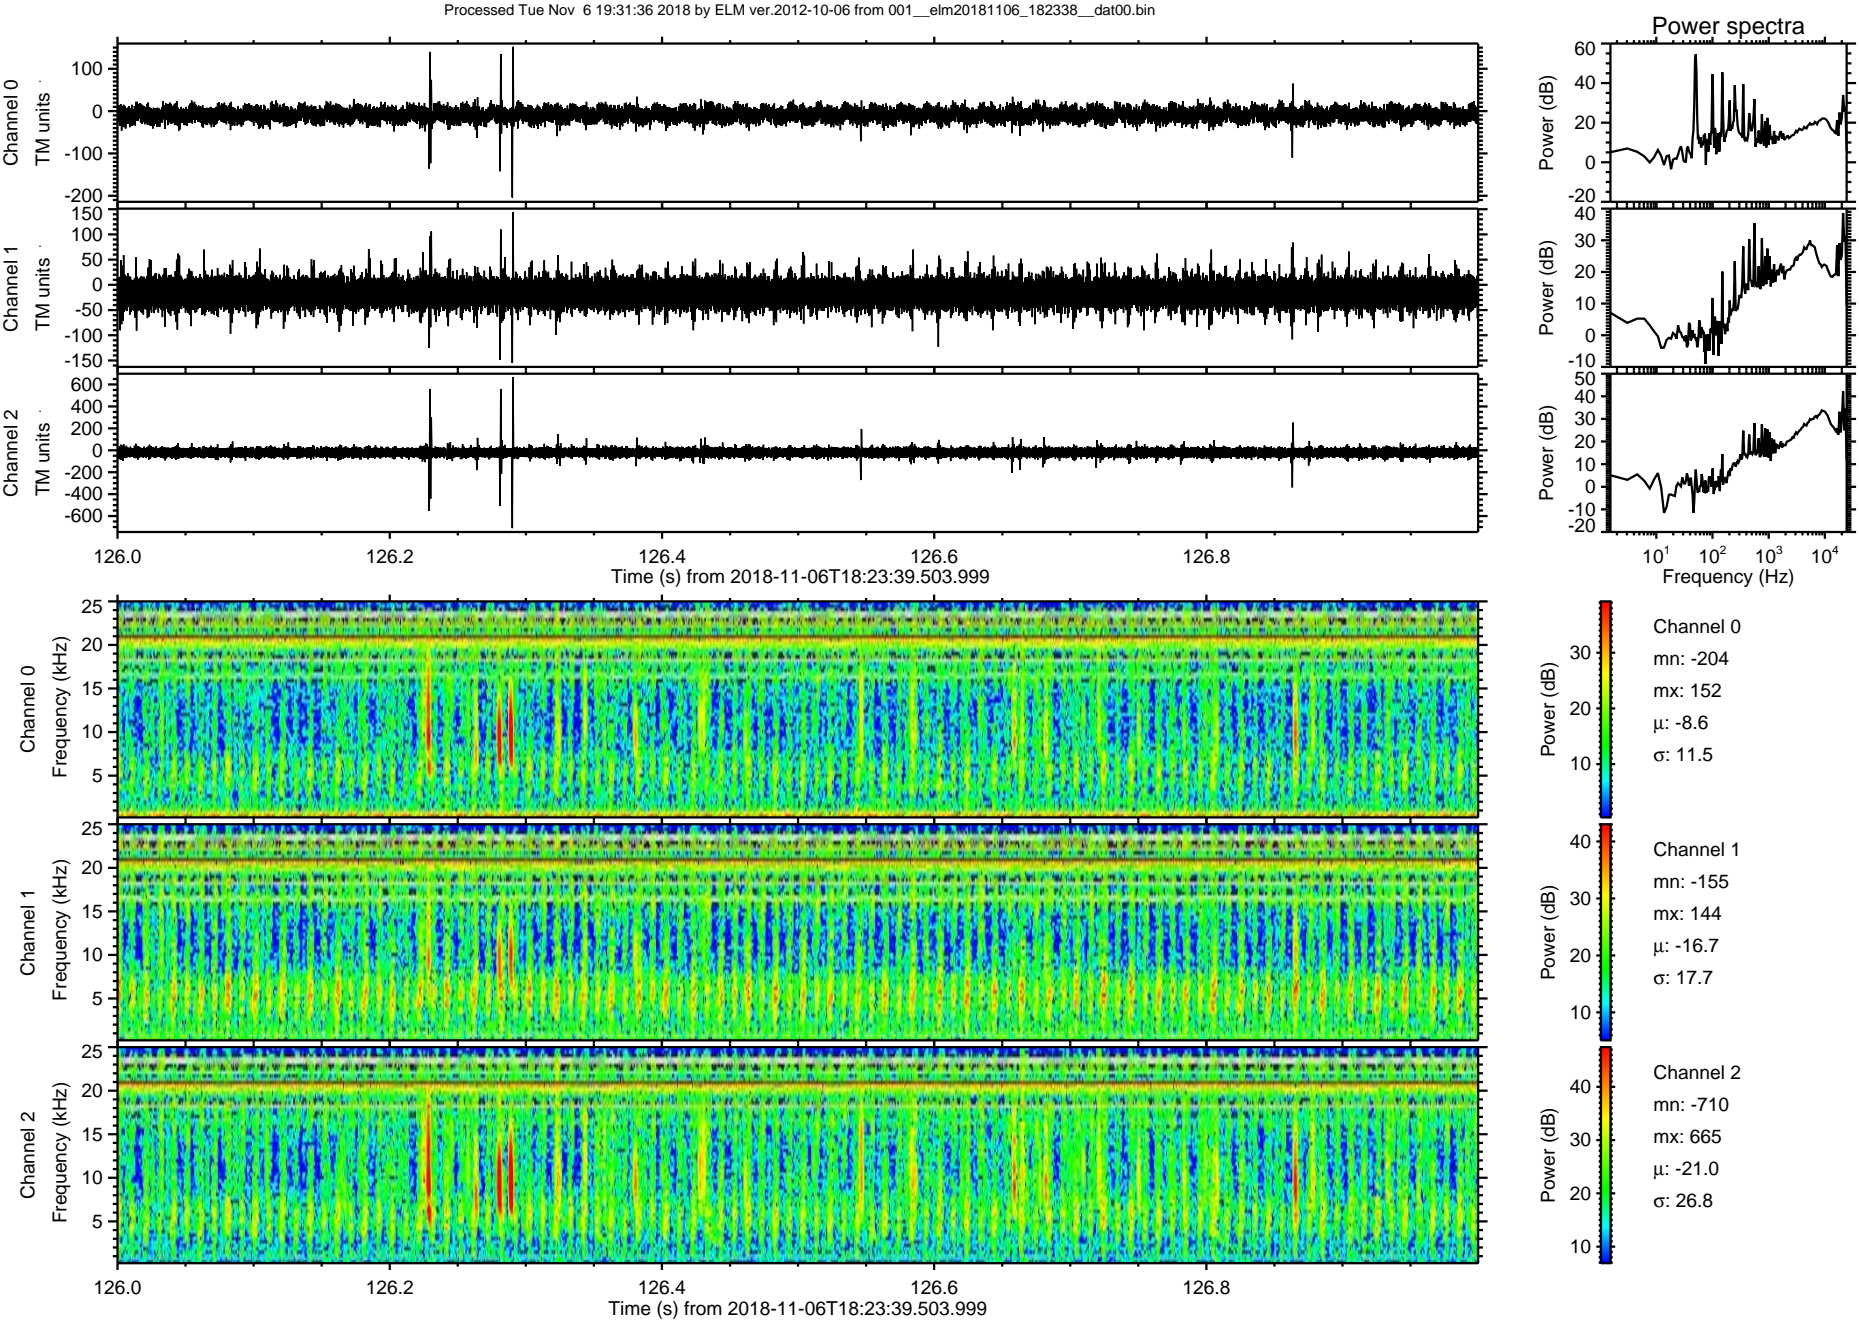 Processed Tue Nov  6 19:31:36 2018 by ELM ver.2012-10-06 from 001__elm20181106_182338__dat00.bin
Power spectra
Channel 0
TM units
100
0
-100
-200
Power (dB)
60
40
20
0
-20
Channel 1
TM units
150
100
50
0
-50
-100
-150
Power (dB)
40
30
20
10
0
-10
Channel 2
TM units
600
400
200
0
-200
-400
-600
Power (dB)
50
40
30
20
10
0
-10
-20
126.0 126.2 126.4 126.6 126.8
Time (s) from 2018-11-06T18:23:39.503.999
10^1 10^2 10^3 10^4
Frequency (Hz)
Channel 0
Frequency (kHz)
25
20
15
10
5
Power (dB)
30
20
10
Channel 0
mn: -204
mx: 152
μ: -8.6
σ: 11.5
Channel 1
Frequency (kHz)
25
20
15
10
5
Power (dB)
40
30
20
10
Channel 1
mn: -155
mx: 144
μ: -16.7
σ: 17.7
Channel 2
Frequency (kHz)
25
20
15
10
5
Power (dB)
40
30
20
10
Channel 2
mn: -710
mx: 665
μ: -21.0
σ: 26.8
126.0 126.2 126.4 126.6 126.8
Time (s) from 2018-11-06T18:23:39.503.999